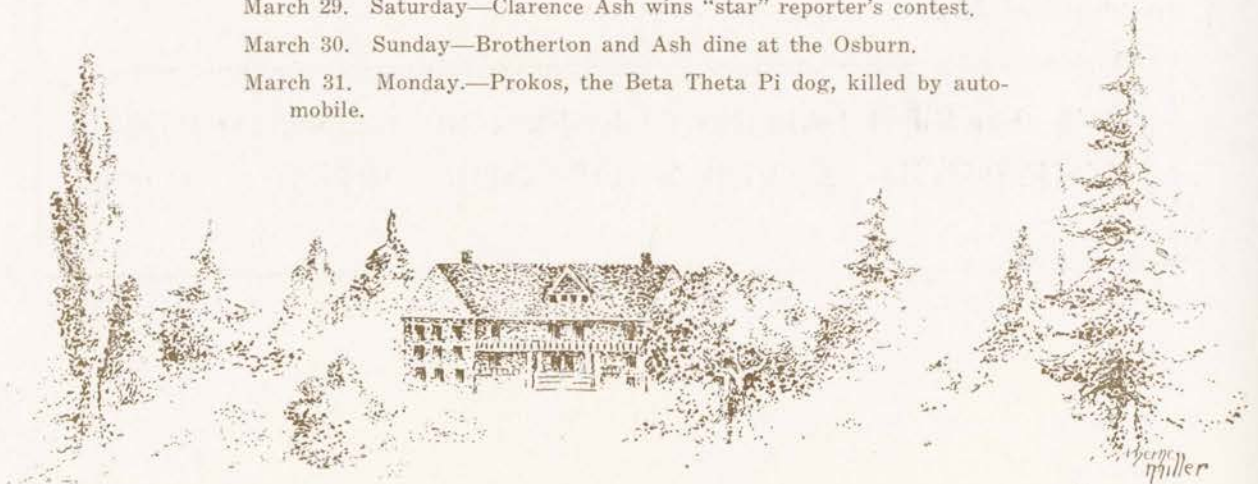 March 29. Saturday—Clarence Ash wins “star” reporter’s contest.
March 30. Sunday—Brotherton and Ash dine at the Osburn.
March 31. Monday.—Prokos, the Beta Theta Pi dog, killed by auto-
mobile.
miller